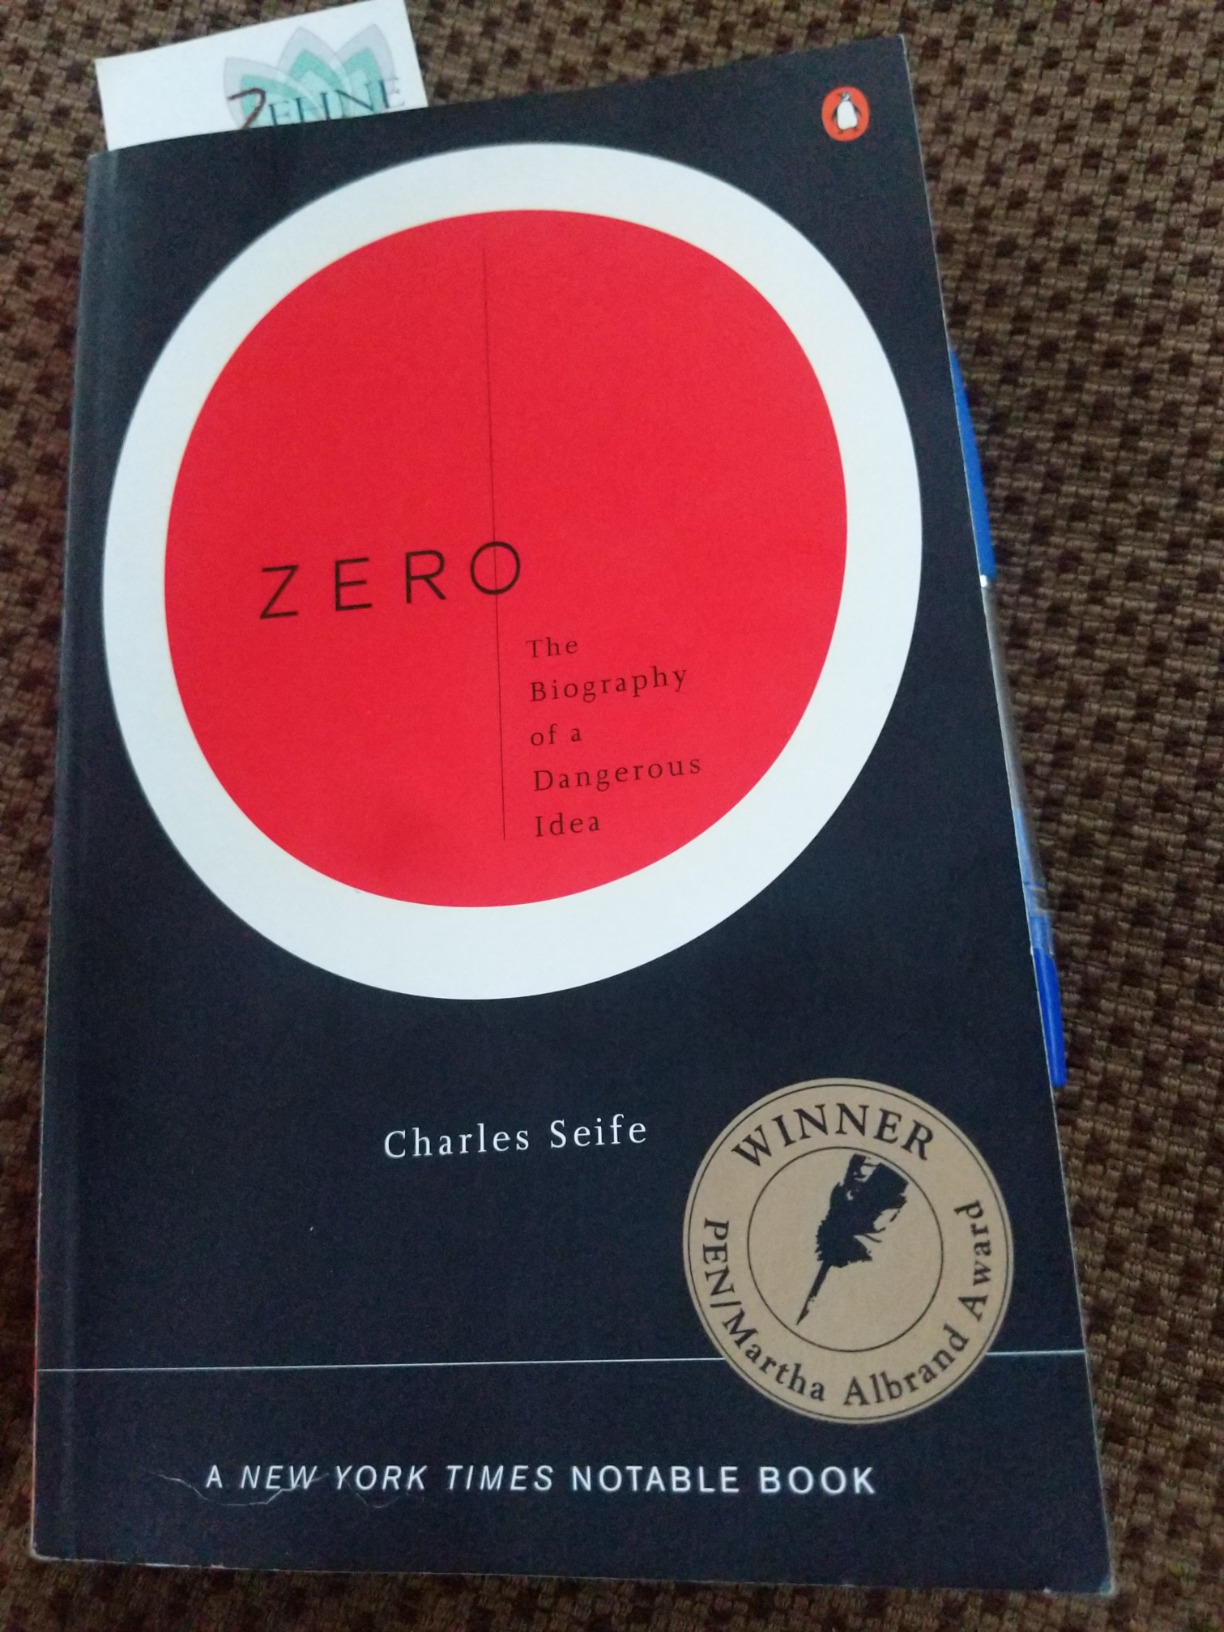 ZERO
The
Biography
of a
Dangerous
Idea
Charles Seife
WINNER
PEN/Martha Albrand Award
A NEW YORK TIMES NOTABLE BOOK